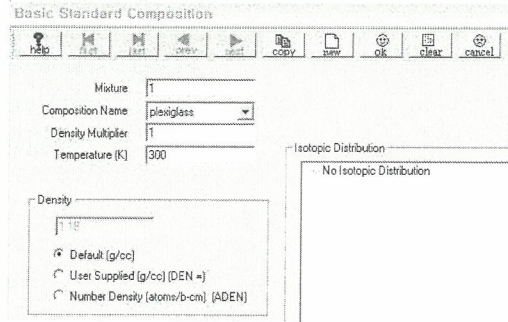 Basic Standard Composition
help first last prev next copy new ok clear cancel
Mixture 1
Composition Name plexiglass
Density Multiplier 1
Temperature (K) 300
Isotopic Distribution
No Isotopic Distribution
Density
1.18
Default (g/cc)
User Supplied (g/cc) (DEN =)
Number Density (atoms/b-cm) (ADEN)